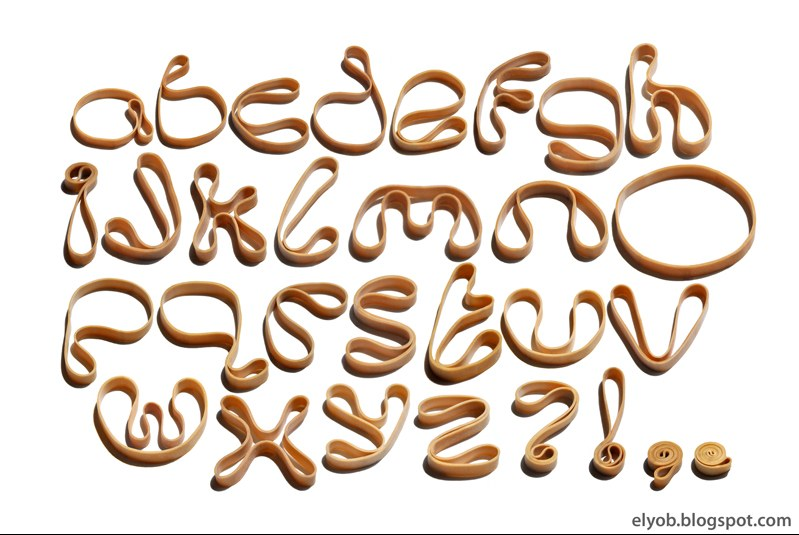 abcdefgh
ijklmno
pqrstuv
wxyz?!,.
elyob.blogspot.com